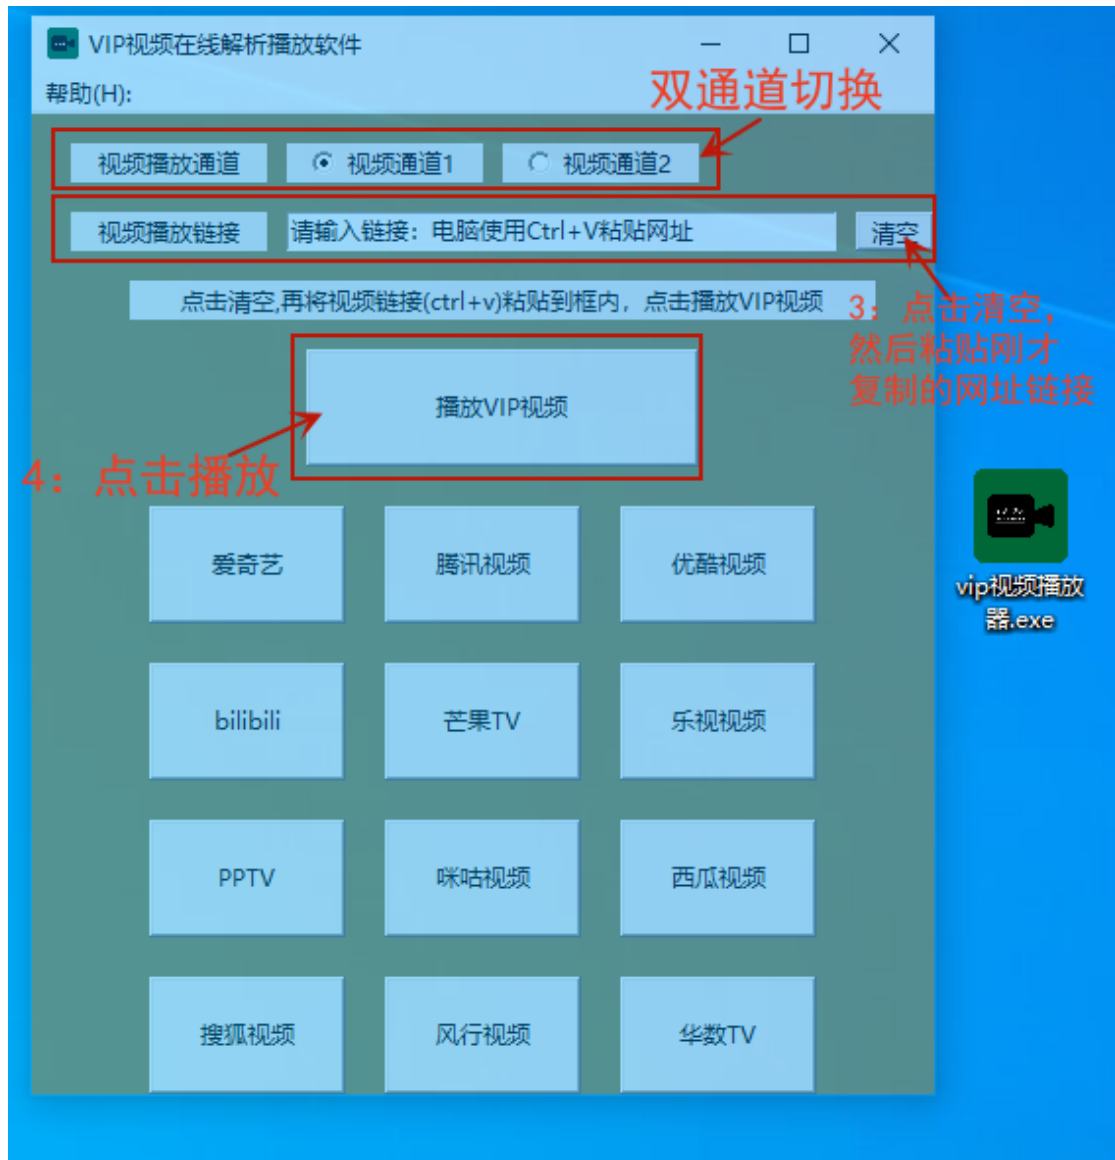 VIP视频在线解析播放软件
帮助(H):
双通道切换
视频播放通道
视频通道1
视频通道2
视频播放链接
请输入链接：电脑使用Ctrl+V粘贴网址
清空
点击清空,再将视频链接(ctrl+v)粘贴到框内，点击播放VIP视频
3：点击清空，
然后粘贴刚才
复制的网址链接
播放VIP视频
4：点击播放
爱奇艺
腾讯视频
优酷视频
vip视频播放
器.exe
bilibili
芒果TV
乐视视频
PPTV
咪咕视频
西瓜视频
搜狐视频
风行视频
华数TV